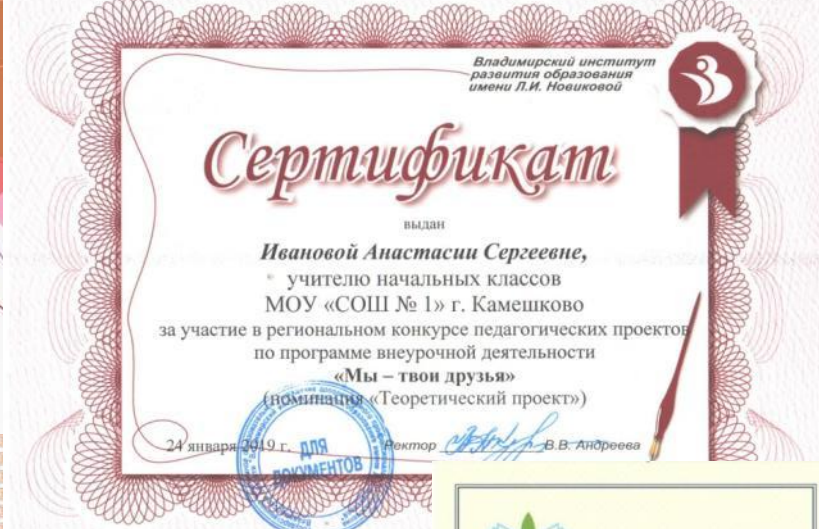 Владимирский институт
развития образования
имени Л.И. Новиковой
Сертификат
выдан
Ивановой Анастасии Сергеевне,
учителю начальных классов
МОУ «СОШ № 1» г. Камешково
за участие в региональном конкурсе педагогических проектов
по программе внеурочной деятельности
«Мы – твои друзья»
(номинация «Теоретический проект»)
24 января 2019 г.
ДЛЯ
ДОКУМЕНТОВ
Ректор
В.В. Андреева